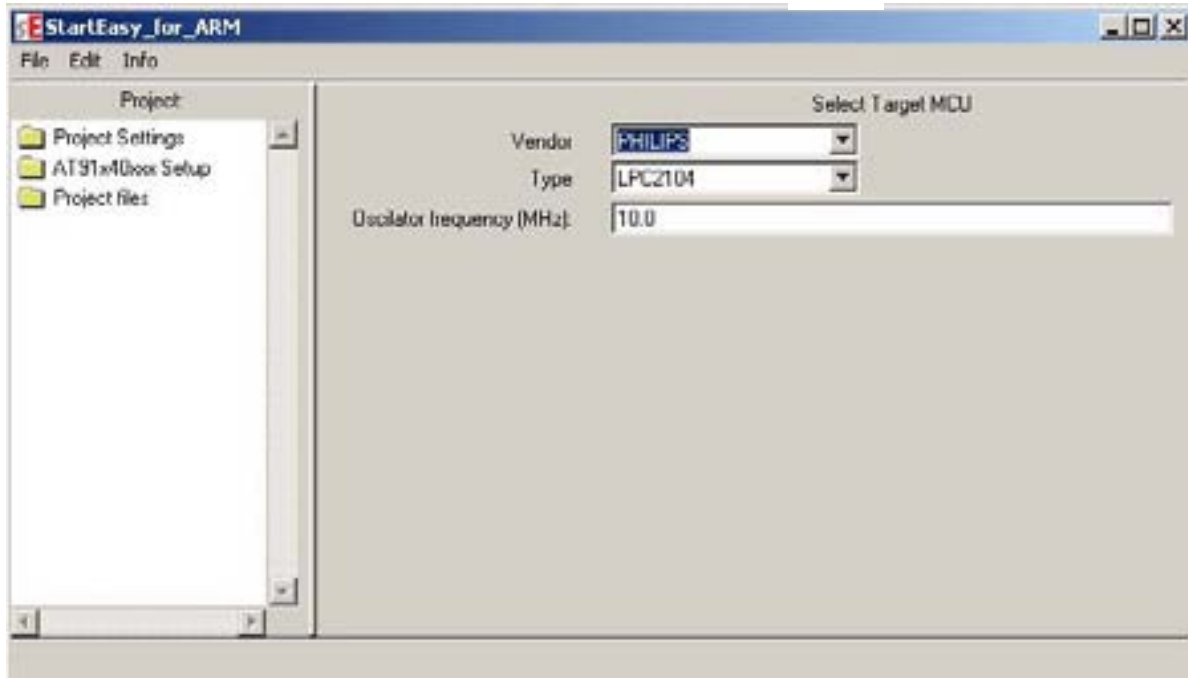 StartEasy_for_ARM
File Edit Info
Project
Project Settings
AT91x40xxx Setup
Project files
Select Target MCU
Vendor PHILIPS
Type LPC2104
Oscilator frequency (MHz): 10.0